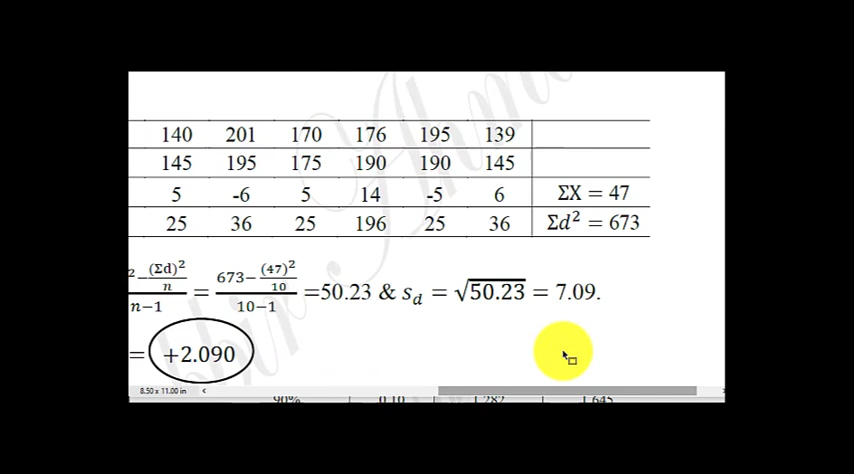 140 201 170 176 195 139
145 195 175 190 190 145
5 -6 5 14 -5 6 ΣX = 47
25 36 25 196 25 36 Σd² = 673
²−(Σd)²/n / n−1 = 673−(47)²/10 / 10−1 =50.23 & s_d = √50.23 = 7.09.
= +2.090
8.50 x 11.00 in
90% 0.10 1.282 1.645